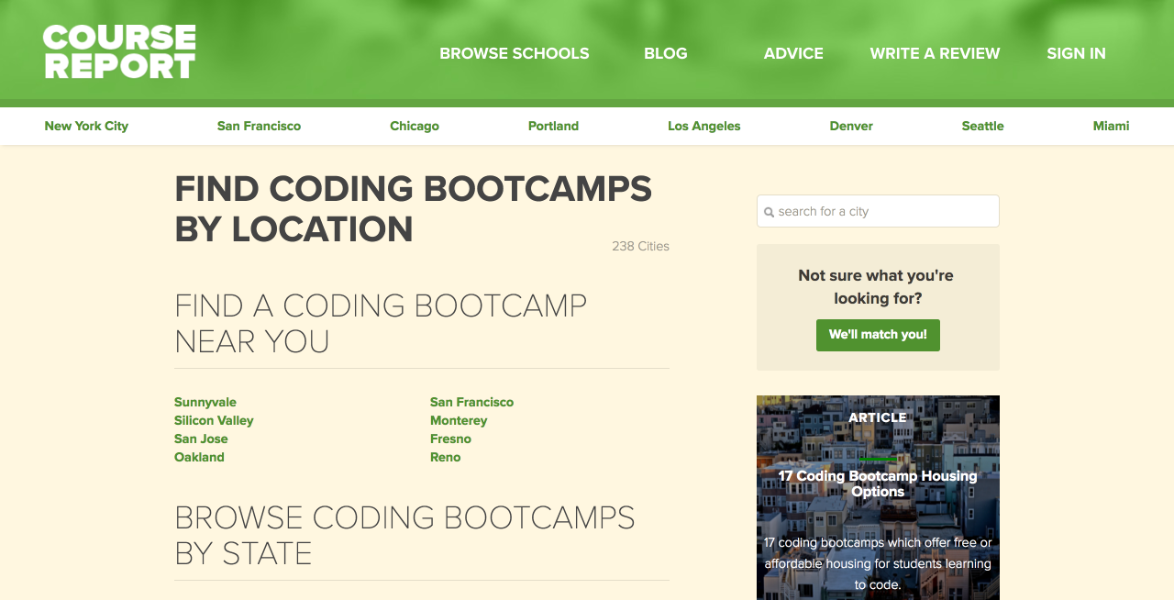 COURSE
REPORT
BROWSE SCHOOLS BLOG ADVICE WRITE A REVIEW SIGN IN
New York City San Francisco Chicago Portland Los Angeles Denver Seattle Miami
FIND CODING BOOTCAMPS
BY LOCATION
238 Cities
FIND A CODING BOOTCAMP
NEAR YOU
Sunnyvale
Silicon Valley
San Jose
Oakland
San Francisco
Monterey
Fresno
Reno
BROWSE CODING BOOTCAMPS
BY STATE
search for a city
Not sure what you're
looking for?
We'll match you!
ARTICLE
17 Coding Bootcamp Housing
Options
17 coding bootcamps which offer free or
affordable housing for students learning
to code.